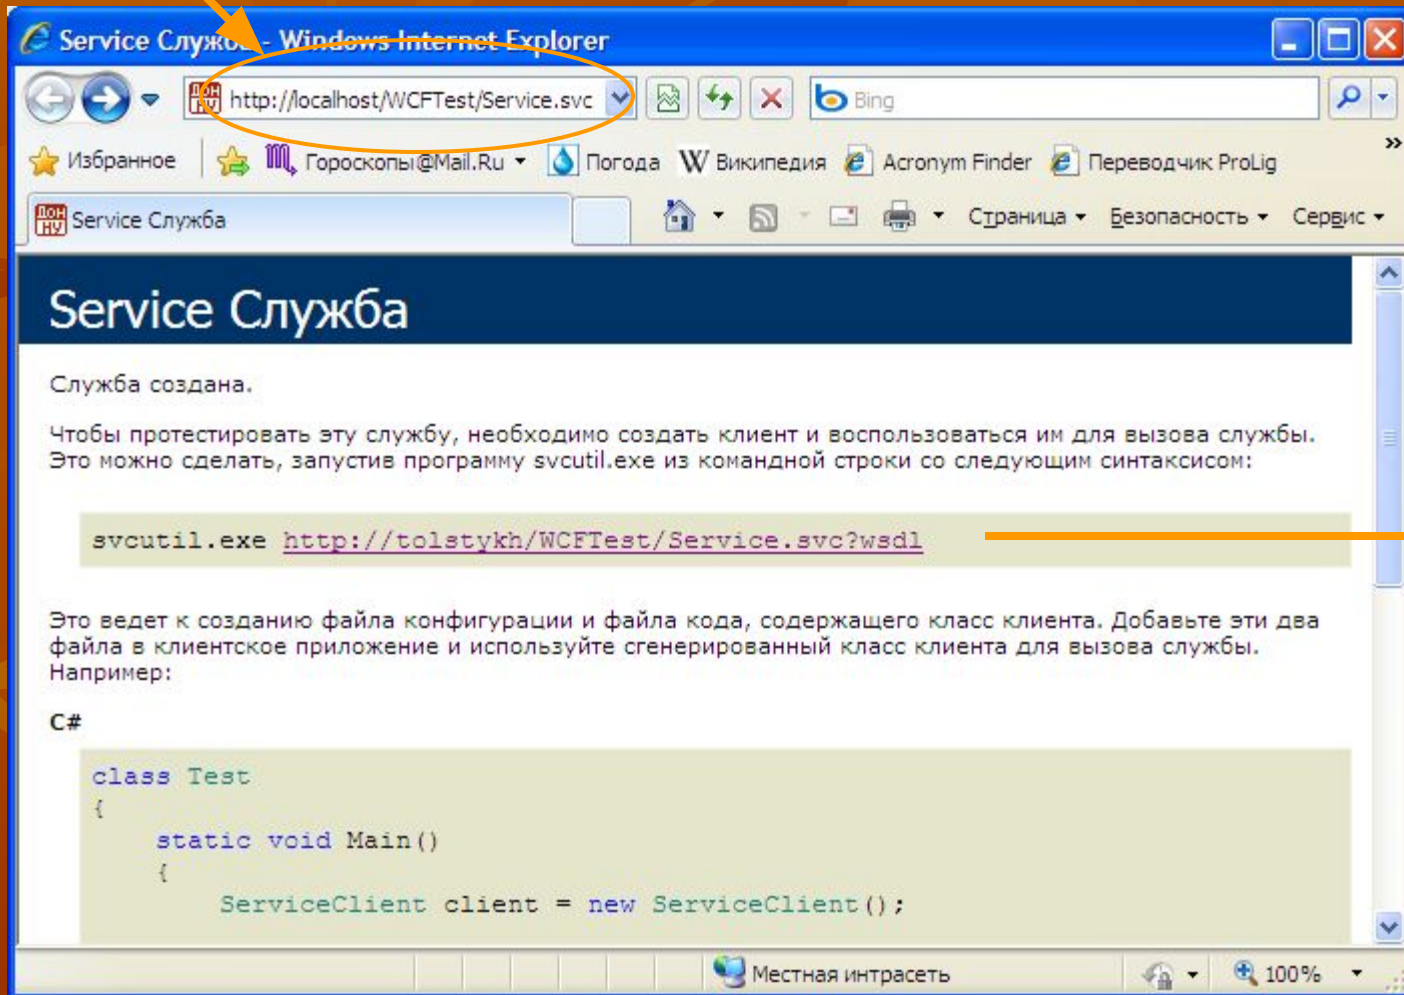 Service Служба - Windows Internet Explorer
http://localhost/WCFTest/Service.svc
Bing
Избранное
Гороскопы@Mail.Ru
Погода
W Википедия
Acronym Finder
Переводчик ProLig
»
ДОН НУ Service Служба
Страница
Безопасность
Сервис
Service Служба
Служба создана.
Чтобы протестировать эту службу, необходимо создать клиент и воспользоваться им для вызова службы.
Это можно сделать, запустив программу svcutil.exe из командной строки со следующим синтаксисом:
svcutil.exe http://tolstykh/WCFTest/Service.svc?wsdl
Это ведет к созданию файла конфигурации и файла кода, содержащего класс клиента. Добавьте эти два
файла в клиентское приложение и используйте сгенерированный класс клиента для вызова службы.
Например:
C#
class Test
{
static void Main()
{
ServiceClient client = new ServiceClient();
Местная интрасеть
100%